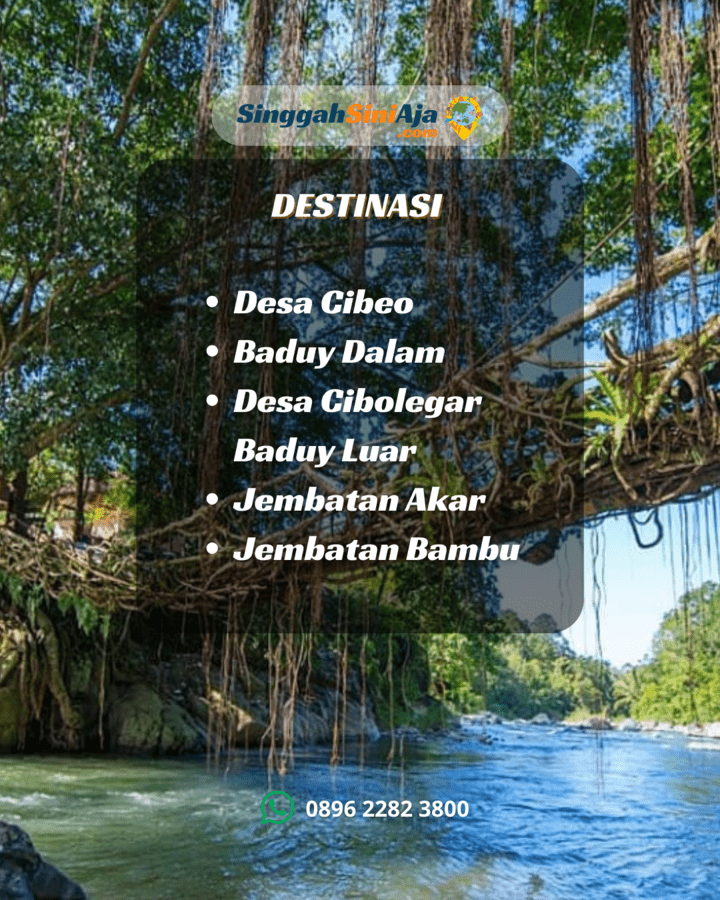 SinggahSiniAja
.com
DESTINASI
• Desa Cibeo
• Baduy Dalam
• Desa Cibolegar
Baduy Luar
• Jembatan Akar
• Jembatan Bambu
0896 2282 3800